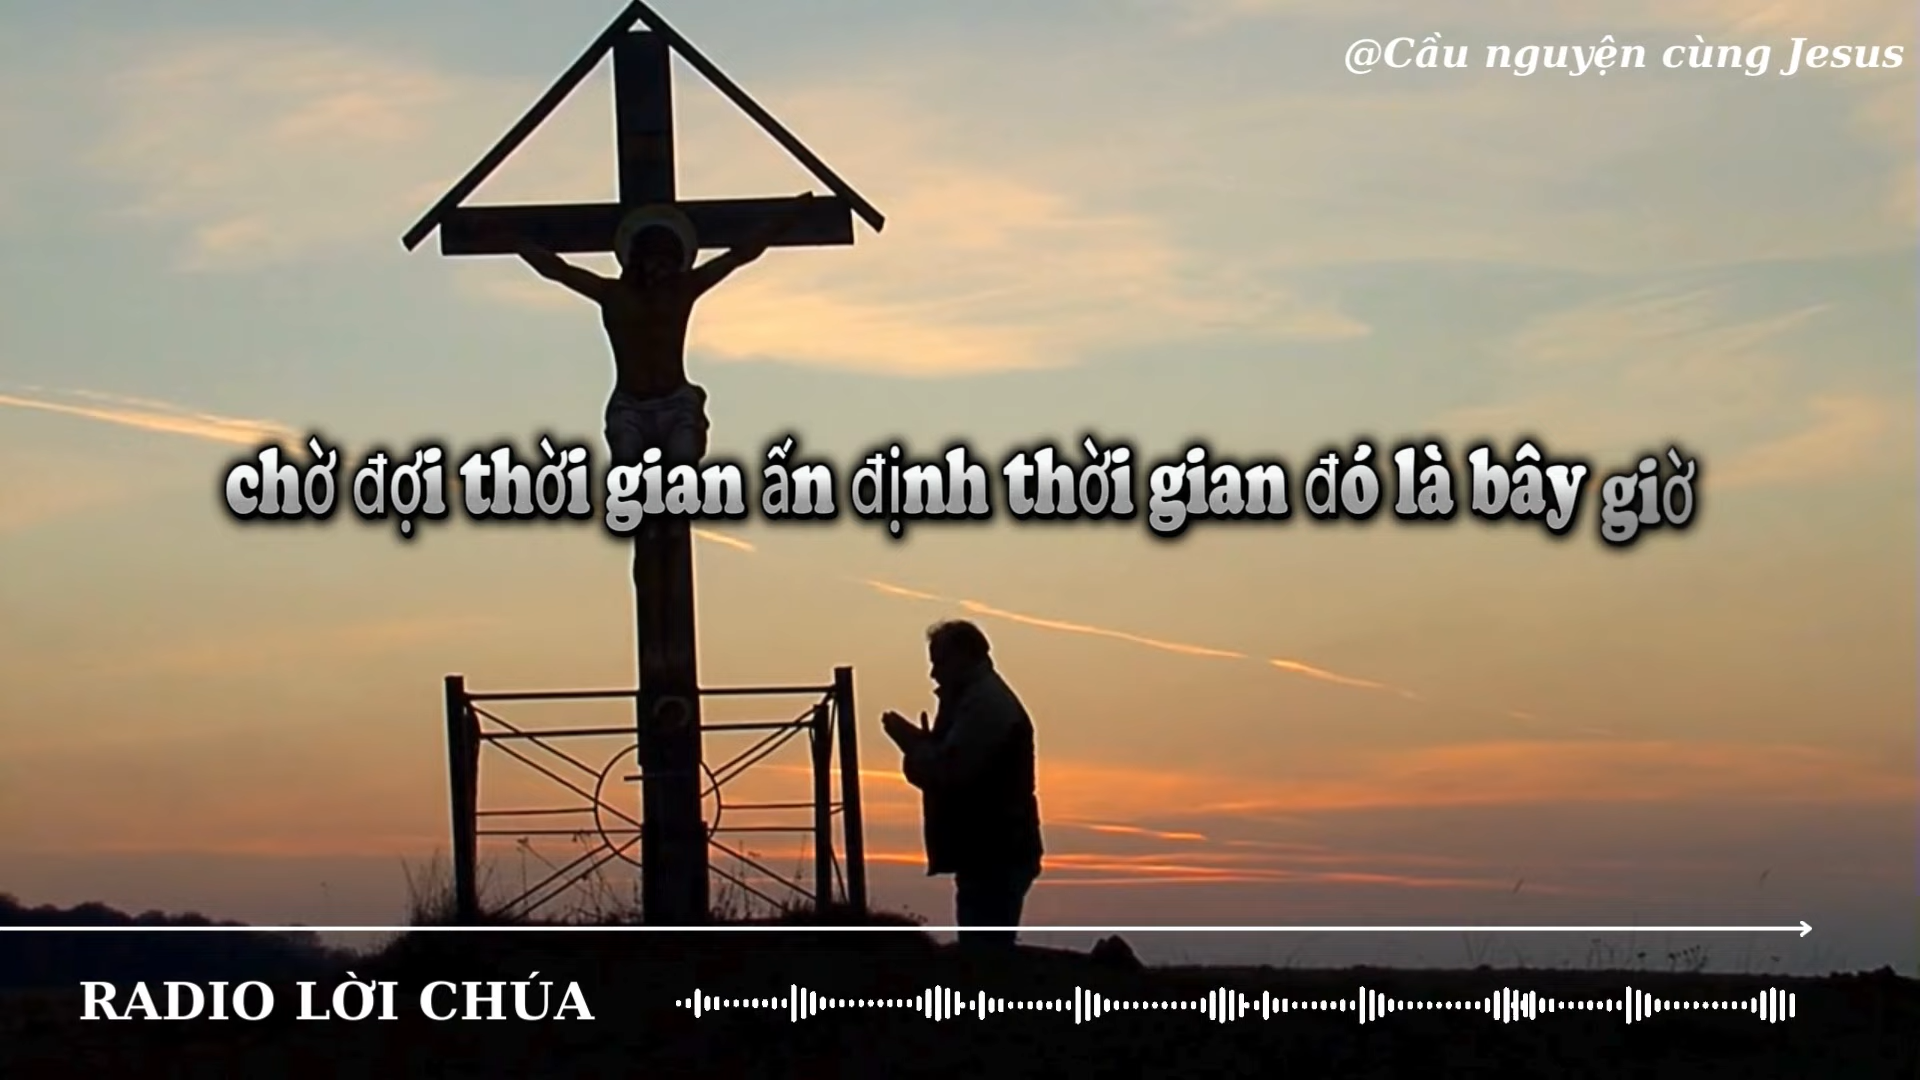 @Cầu nguyện cùng Jesus
chờ đợi thời gian ấn định thời gian đó là bây giờ
RADIO LỜI CHÚA